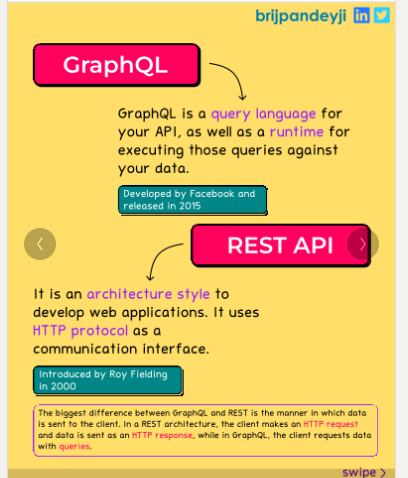 brijpandeyji in
GraphQL
GraphQL is a query language for
your API, as well as a runtime for
executing those queries against
your data.
Developed by Facebook and
released in 2015
REST API
It is an architecture style to
develop web applications. It uses
HTTP protocol as a
communication interface.
Introduced by Roy Fielding
in 2000
The biggest difference between GraphQL and REST is the manner in which data
is sent to the client. In a REST architecture, the client makes an HTTP request
and data is sent as an HTTP response, while in GraphQL, the client requests data
with queries.
swipe >